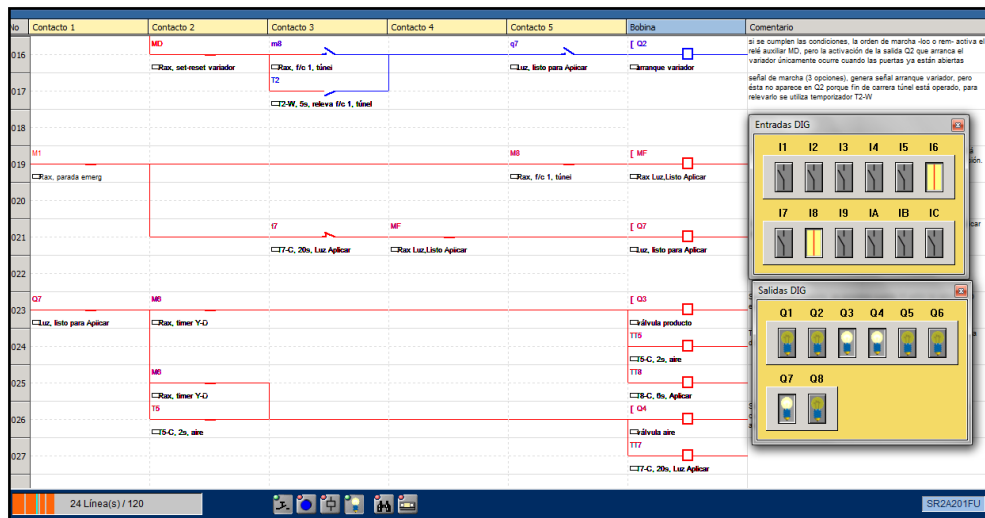 No Contacto 1 Contacto 2 Contacto 3 Contacto 4 Contacto 5 Bobina Comentario
016 MD m8 q7 [ Q2
Rax, set-reset variador Rax, f/c 1, túnel Luz, listo para Aplicar arranque variador
si se cumplen las condiciones, la orden de marcha -loc o rem- activa el
relé auxiliar MD, pero la activación de la salida Q2 que arranca el
variador únicamente ocurre cuando las puertas ya están abiertas
017 T2
T2-W, 5s, releva f/c 1, túnel
señal de marcha (3 opciones), genera señal arranque variador, pero
ésta no aparece en Q2 porque fin de carrera túnel está operado, para
relevarlo se utiliza temporizador T2-W
018
019 M1 M8 [ MF
Rax, parada emerg Rax, f/c 1, túnel Rax Luz,Listo Aplicar
020
021 t7 MF [ Q7
T7-C, 20s, Luz Aplicar Rax Luz,Listo Aplicar Luz, listo para Aplicar
022
023 Q7 M6 [ Q3
Luz, listo para Aplicar Rax, timer Y-D válvula producto
024 TT5
T5-C, 2s, aire
025 M6 TT8
Rax, timer Y-D T8-C, 6s, Aplicar
026 T5 [ Q4
T5-C, 2s, aire válvula aire
027 TT7
T7-C, 20s, Luz Aplicar
Entradas DIG
I1 I2 I3 I4 I5 I6
I7 I8 I9 IA IB IC
Salidas DIG
Q1 Q2 Q3 Q4 Q5 Q6
Q7 Q8
24 Línea(s) / 120
SR2A201FU